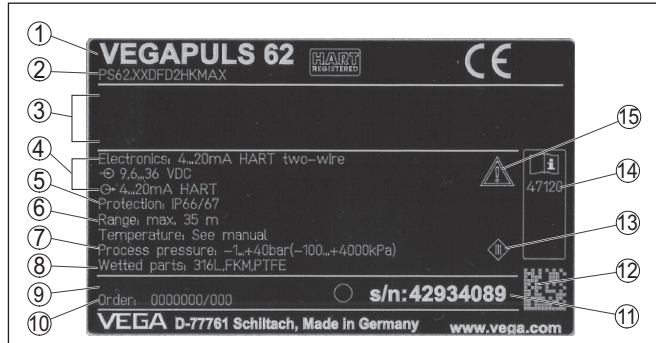 1
VEGAPULS 62
HART
REGISTERED
CE
2
PS62.XXDFD2HKMAX
3
15
4
Electronics: 4...20mA HART two-wire
9,6...36 VDC
14
47120
4...20mA HART
5
Protection: IP66/67
6
Range: max. 35 m
Temperature: See manual
13
7
Process pressure: -1...+40bar(-100...+4000kPa)
8
Wetted parts: 316L,FKM,PTFE
12
9
s/n:42934089
11
10
Order: 0000000/000
VEGA D-77761 Schiltach, Made in Germany www.vega.com